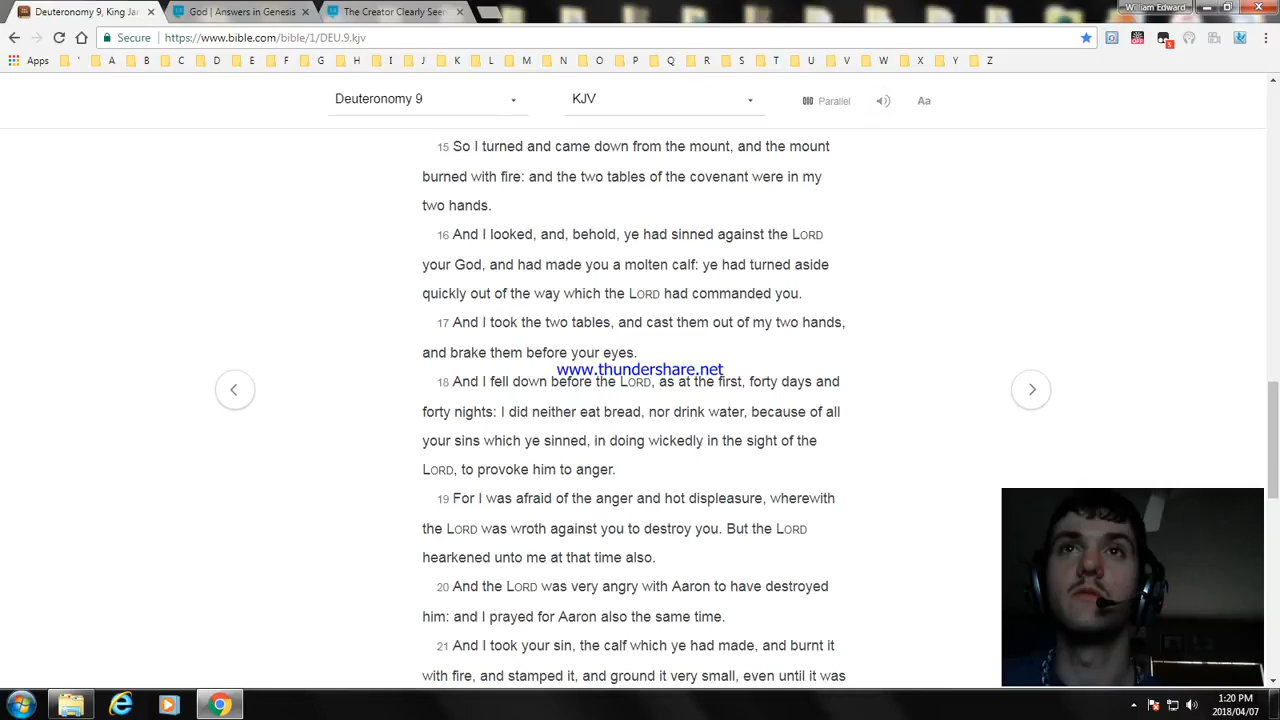 Deuteronomy 9, King Ja
God | Answers in Genesis
The Creator Clearly Seen
William Edward
Secure
https://www.bible.com/bible/1/DEU.9.kjv
OFF
5
Apps ' A B C D E F G H I J K L M N O P Q R S T U V W X Y Z
Deuteronomy 9
KJV
Parallel
Aa
15 So I turned and came down from the mount, and the mount
burned with fire: and the two tables of the covenant were in my
two hands.
16 And I looked, and, behold, ye had sinned against the LORD
your God, and had made you a molten calf: ye had turned aside
quickly out of the way which the LORD had commanded you.
17 And I took the two tables, and cast them out of my two hands,
and brake them before your eyes.
www.thundershare.net
18 And I fell down before the LORD, as at the first, forty days and
forty nights: I did neither eat bread, nor drink water, because of all
your sins which ye sinned, in doing wickedly in the sight of the
LORD, to provoke him to anger.
19 For I was afraid of the anger and hot displeasure, wherewith
the LORD was wroth against you to destroy you. But the LORD
hearkened unto me at that time also.
20 And the LORD was very angry with Aaron to have destroyed
him: and I prayed for Aaron also the same time.
21 And I took your sin, the calf which ye had made, and burnt it
with fire, and stamped it, and ground it very small, even until it was
1:20 PM
2018/04/07